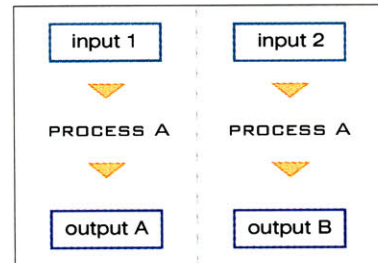 input 1
PROCESS A
output A
input 2
PROCESS A
output B